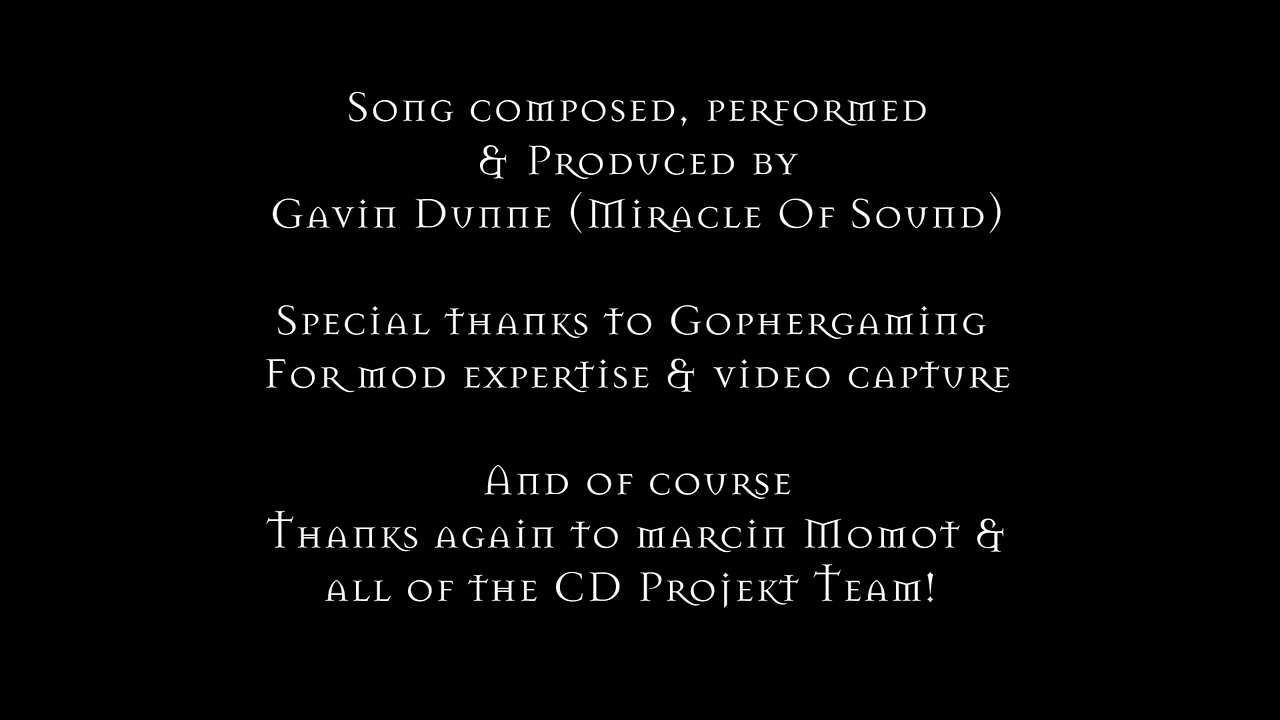 Song composed, performed
& Produced by
Gavin Dunne (Miracle Of Sound)
Special thanks to Gophergaming
For mod expertise & video capture
And of course
Thanks again to marcin Momot &
all of the CD Projekt Team!